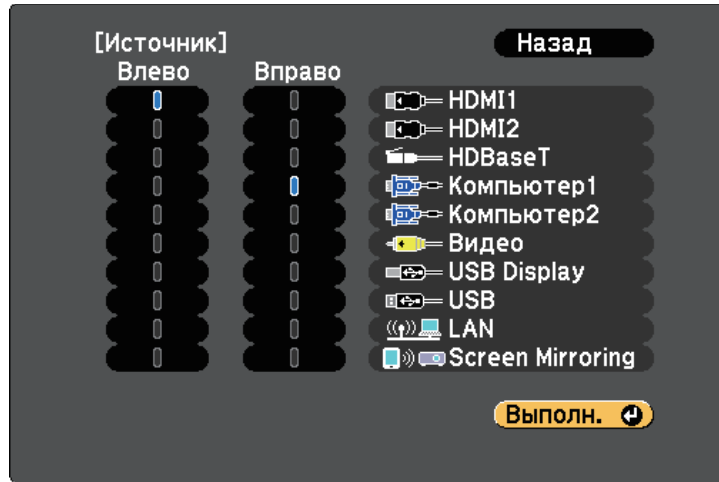 [Источник] Назад
Влево Вправо
HDMI1
HDMI2
HDBaseT
Компьютер1
Компьютер2
Видео
USB Display
USB
LAN
Screen Mirroring
Выполн.